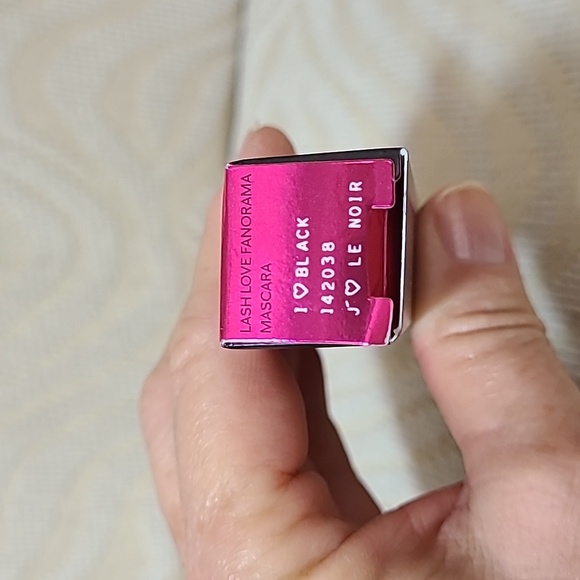 LASH LOVE FANORAMA
MASCARA
I ♡ BLACK
142038
J'♡ LE NOIR